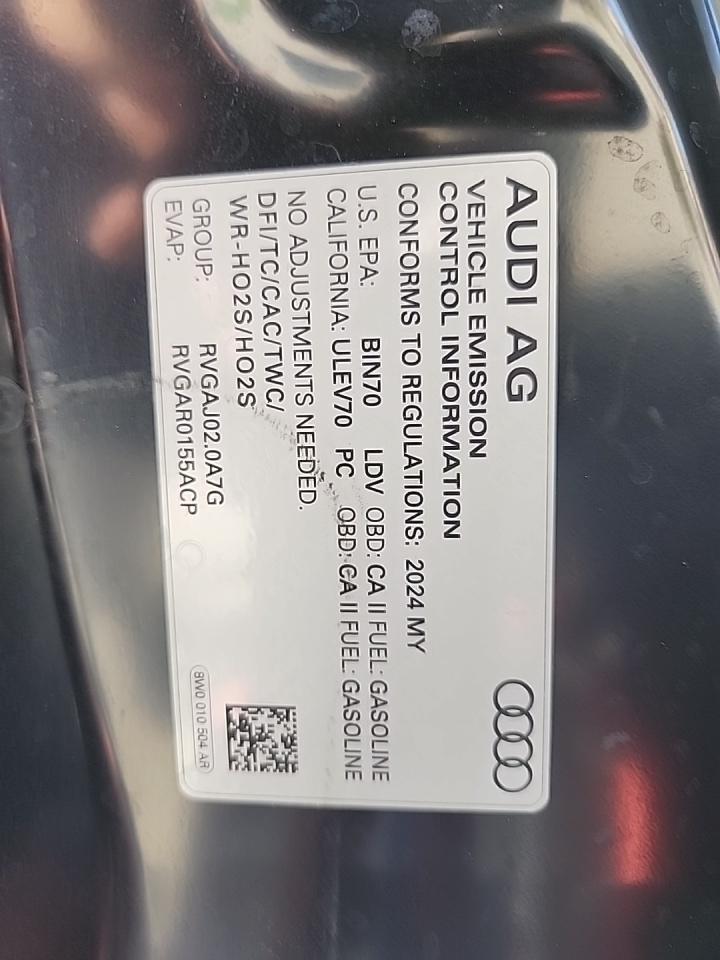 AUDI AG
VEHICLE EMISSION
CONTROL INFORMATION
CONFORMS TO REGULATIONS: 2024 MY
U.S. EPA: BIN70 LDV OBD: CA II FUEL: GASOLINE
CALIFORNIA: ULEV70 PC OBD: CA II FUEL: GASOLINE
NO ADJUSTMENTS NEEDED.
DFI/TC/CAC/TWC/
WR-HO2S/HO2S
GROUP: RVGAJ02.0A7G
EVAP: RVGAR0155ACP
8W0 010 504 AR